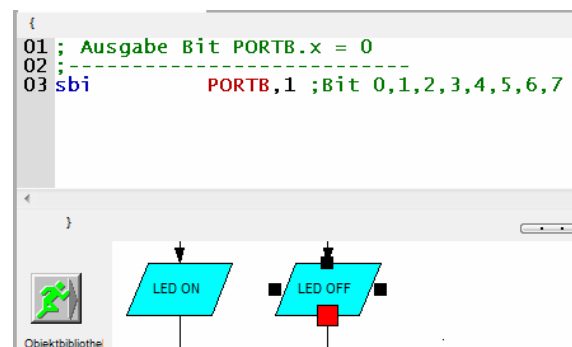 {
01 ; Ausgabe Bit PORTB.x = 0
02 ;----------------------------
03 sbi PORTB,1 ;Bit 0,1,2,3,4,5,6,7
}
LED ON LED OFF
Objektbibliothe